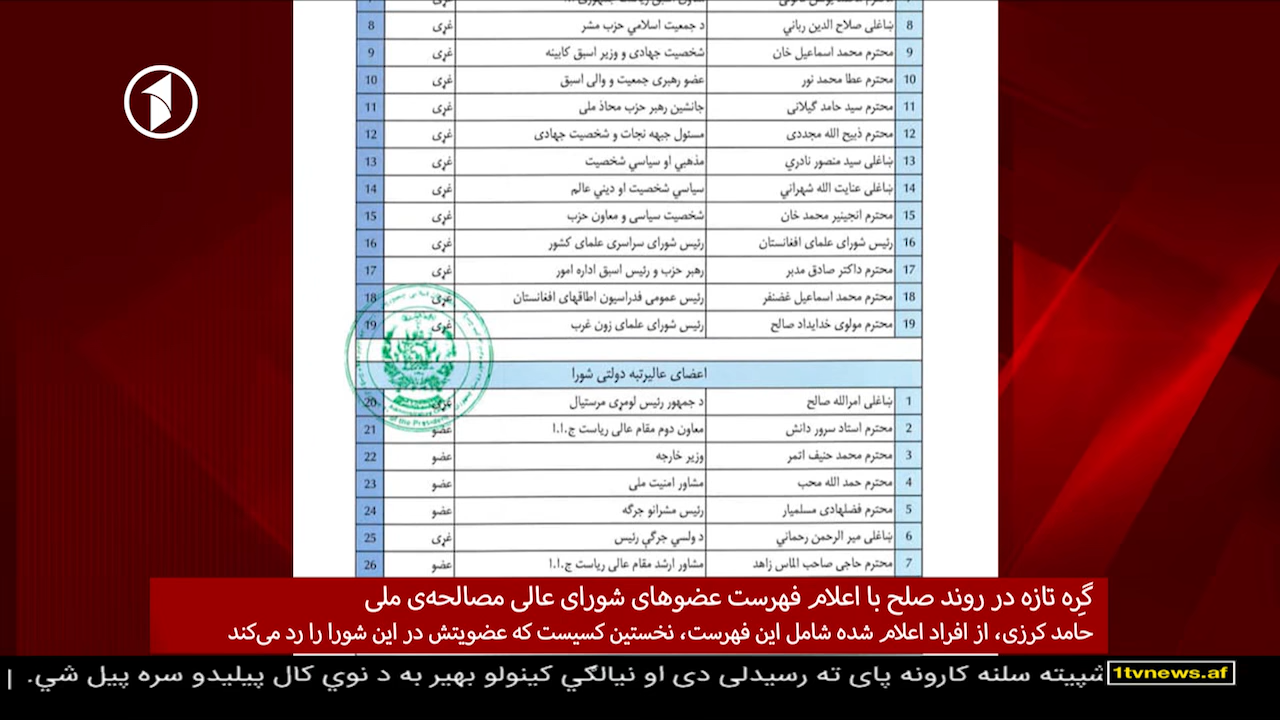 8 ښاغلی صلاح الدین رباني د جمعیت اسلامي حزب مشر غړی 8
9 محترم محمد اسماعیل خان شخصیت جهادی و وزیر اسبق کابینه غړی 9
10 محترم عطا محمد نور عضو رهبری جمعیت و والی اسبق غړی 10
11 محترم سید حامد گیلانی جانشین رهبر حزب محاذ ملی غړی 11
12 محترم ذبیح الله مجددی مسئول جبهه نجات و شخصیت جهادی غړی 12
13 ښاغلی سید منصور نادري مذهبي او سیاسي شخصیت غړی 13
14 ښاغلی عنایت الله شهراني سیاسي شخصیت او دیني عالم غړی 14
15 محترم انجینیر محمد خان شخصیت سیاسی و معاون حزب غړی 15
16 رئیس شورای علمای افغانستان رئیس شورای سراسری علمای کشور غړی 16
17 محترم داکتر صادق مدبر رهبر حزب و رئیس اسبق اداره امور غړی 17
18 محترم محمد اسماعیل غضنفر رئیس عمومی فدراسیون اطاقهای افغانستان غړی 18
19 محترم مولوی خدایداد صالح رئیس شورای علمای زون غرب غړی 19
اعضای عالیرتبه دولتی شورا
1 ښاغلی امرالله صالح د جمهور رئیس لومړی مرستیال غړی 20
2 محترم استاد سرور دانش معاون دوم مقام عالی ریاست ج.ا.ا عضو 21
3 محترم محمد حنیف اتمر وزیر خارجه عضو 22
4 محترم حمد الله محب مشاور امنیت ملی عضو 23
5 محترم فضلهادی مسلمیار رئیس مشرانو جرگه عضو 24
6 ښاغلی میر الرحمن رحماني د ولسي جرگې رئیس غړی 25
7 محترم حاجی صاحب الماس زاهد مشاور ارشد مقام عالی ریاست ج.ا.ا عضو 26
گِره تازه در روند صلح با اعلام فهرست عضوهای شورای عالی مصالحه‌ی ملی
حامد کرزی، از افراد اعلام شده شامل این فهرست، نخستین کسیست که عضویتش در این شورا را رد می‌کند
شپیته سلنه کارونه پای ته رسیدلی دی او نیالګي کینولو بهیر به د نوي کال پیلیدو سره پیل شي. |
1tvnews.af